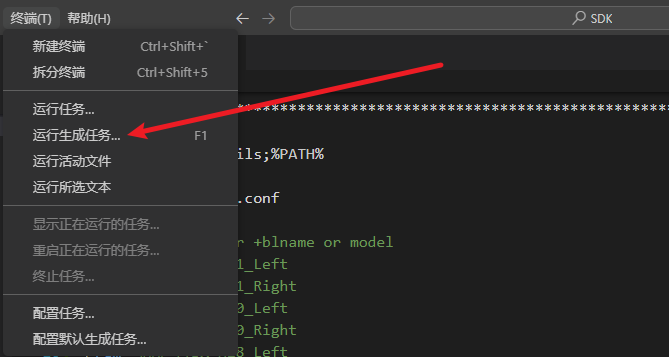 终端(T) 帮助(H) SDK
新建终端 Ctrl+Shift+`
拆分终端 Ctrl+Shift+5
运行任务...
运行生成任务... F1
运行活动文件
运行所选文本
显示正在运行的任务...
重启正在运行的任务...
终止任务...
配置任务...
配置默认生成任务...
ils;%PATH%
.conf
r +blname or model
1_Left
1_Right
0_Left
0_Right
8_Left